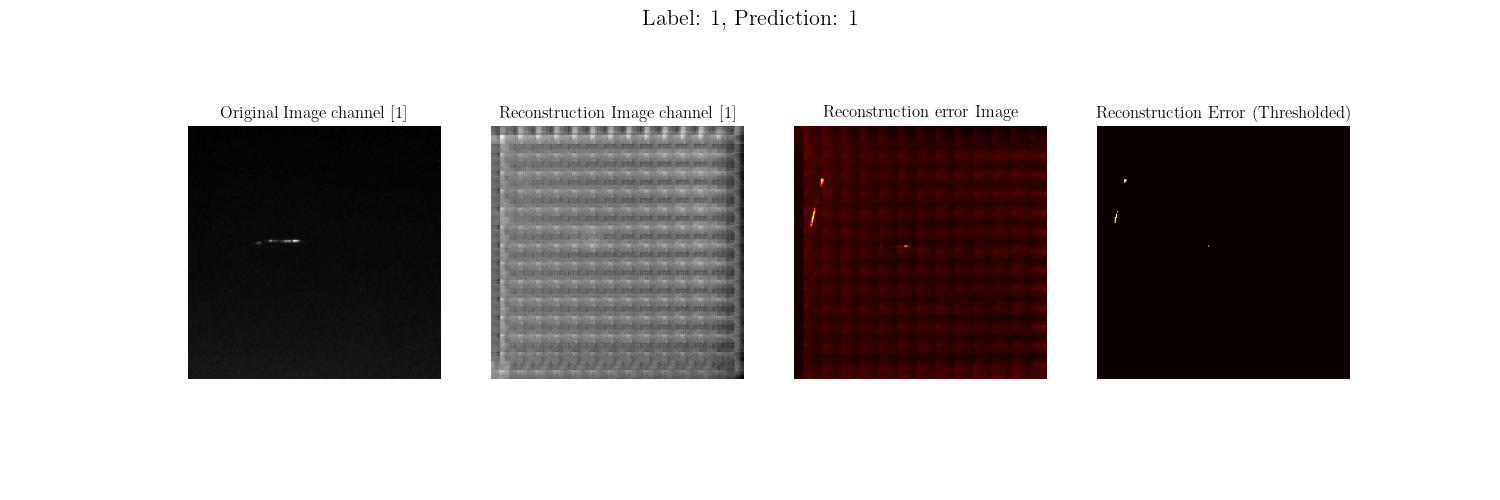 Label: 1, Prediction: 1
Original Image channel [1]
Reconstruction Image channel [1]
Reconstruction error Image
Reconstruction Error (Thresholded)